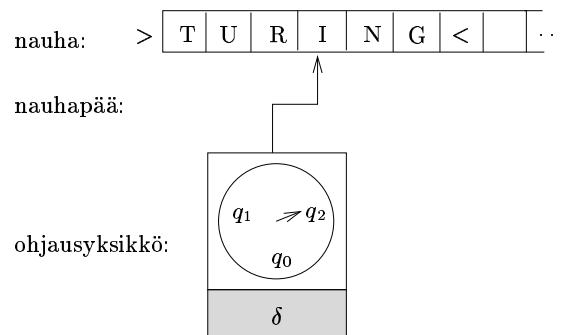 nauha: > T U R I N G < ··
nauhapää:
q1 q2
ohjausyksikkö:
q0
δ